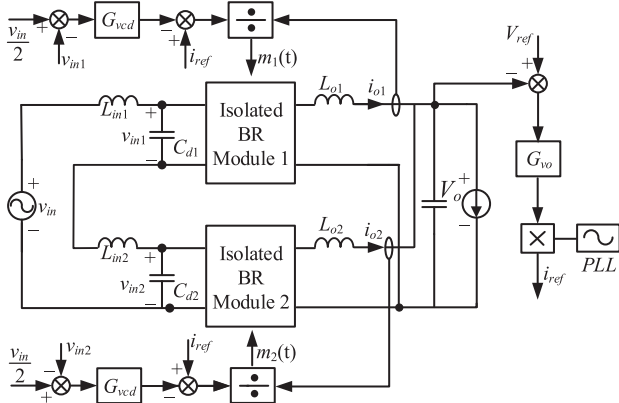 v_in/2
+
−
v_in1
G_vcd
−
+
i_ref
÷
m_1(t)
L_in1
+
v_in1
−
C_d1
Isolated
BR
Module 1
L_o1
i_o1
V_ref
−
+
G_vo
×
PLL
i_ref
+
v_in
−
L_in2
+
v_in2
−
C_d2
Isolated
BR
Module 2
L_o2
i_o2
V_o
+
−
v_in/2
+
−
v_in2
G_vcd
−
+
i_ref
÷
m_2(t)